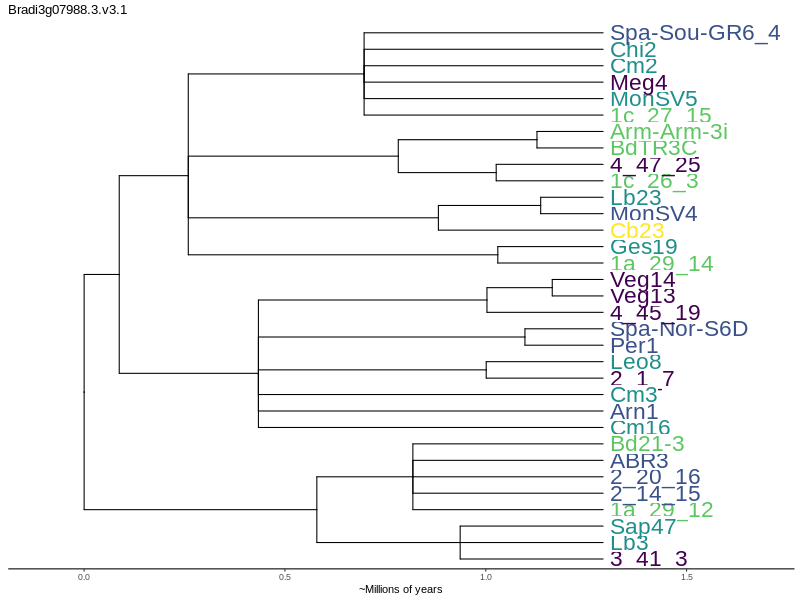 Bradi3g07988.3.v3.1
Spa-Sou-GR6_4
Chi2
Cm2
Meg4
MonSV5
1c_27_15
Arm-Arm-3i
BdTR3C
4_47_25
1c_26_3
Lb23
MonSV4
Cb23
Ges19
1a_29_14
Veg14
Veg13
4_45_19
Spa-Nor-S6D
Per1
Leo8
2_1_7
Cm3
Arn1
Cm16
Bd21-3
ABR3
2_20_16
2_14_15
1a_29_12
Sap47
Lb3
3_41_3
0.0 0.5 1.0 1.5
~Millions of years